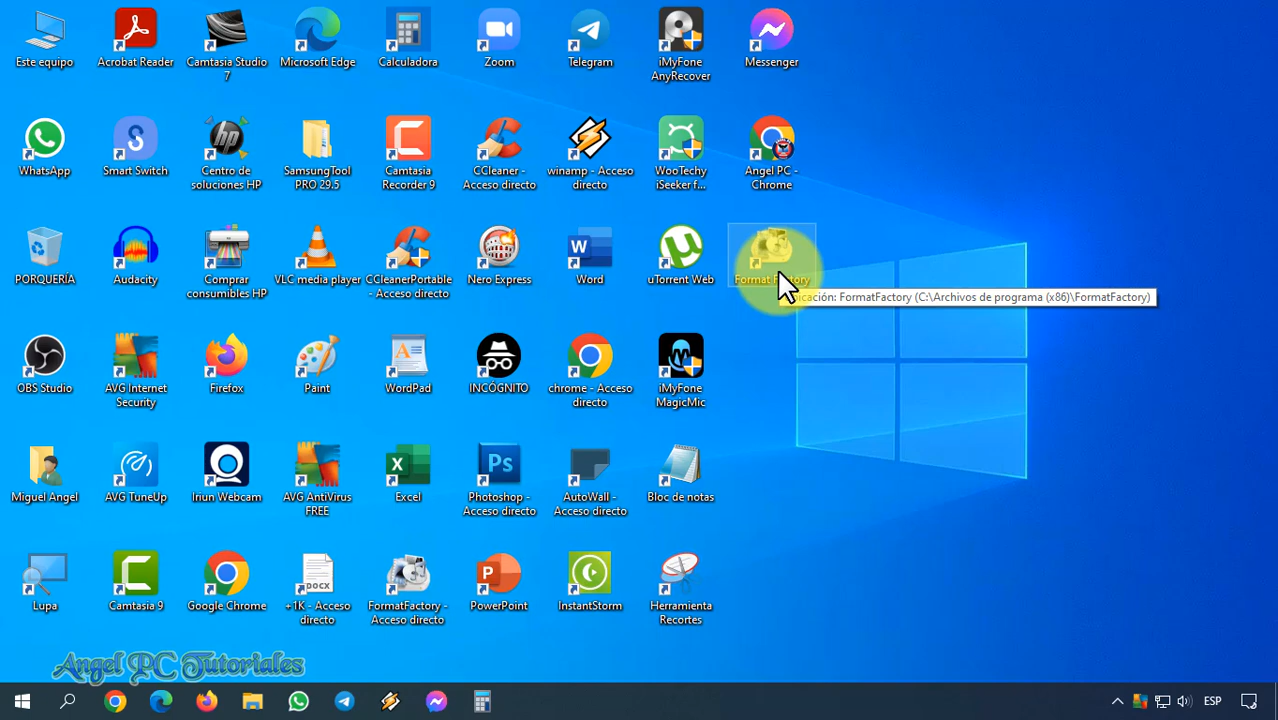 Este equipo
Acrobat Reader
Camtasia Studio
7
Microsoft Edge
Calculadora
Zoom
Telegram
iMyFone
AnyRecover
Messenger
WhatsApp
Smart Switch
Centro de
soluciones HP
SamsungTool
PRO 29.5
Camtasia
Recorder 9
CCleaner -
Acceso directo
winamp - Acceso
directo
WooTechy
iSeeker f...
Angel PC -
Chrome
PORQUERÍA
Audacity
Comprar
consumibles HP
VLC media player
CCleanerPortable
- Acceso directo
Nero Express
Word
uTorrent Web
Format Factory
icación: FormatFactory (C:\Archivos de programa (x86)\FormatFactory)
OBS Studio
AVG Internet
Security
Firefox
Paint
WordPad
INCÓGNITO
chrome - Acceso
directo
iMyFone
MagicMic
Miguel Angel
AVG TuneUp
Iriun Webcam
AVG AntiVirus
FREE
Excel
Photoshop -
Acceso directo
AutoWall -
Acceso directo
Bloc de notas
Lupa
Camtasia 9
Google Chrome
+1K - Acceso
directo
FormatFactory -
Acceso directo
PowerPoint
InstantStorm
Herramienta
Recortes
Angel PC Tutoriales
ESP